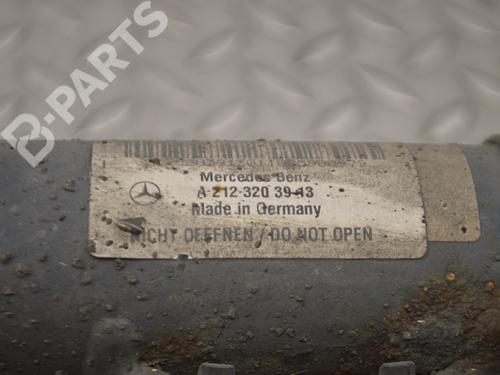 B-PARTS
Mercedes Benz
A 212 320 39 13
Made in Germany
NICHT OEFFNEN / DO NOT OPEN